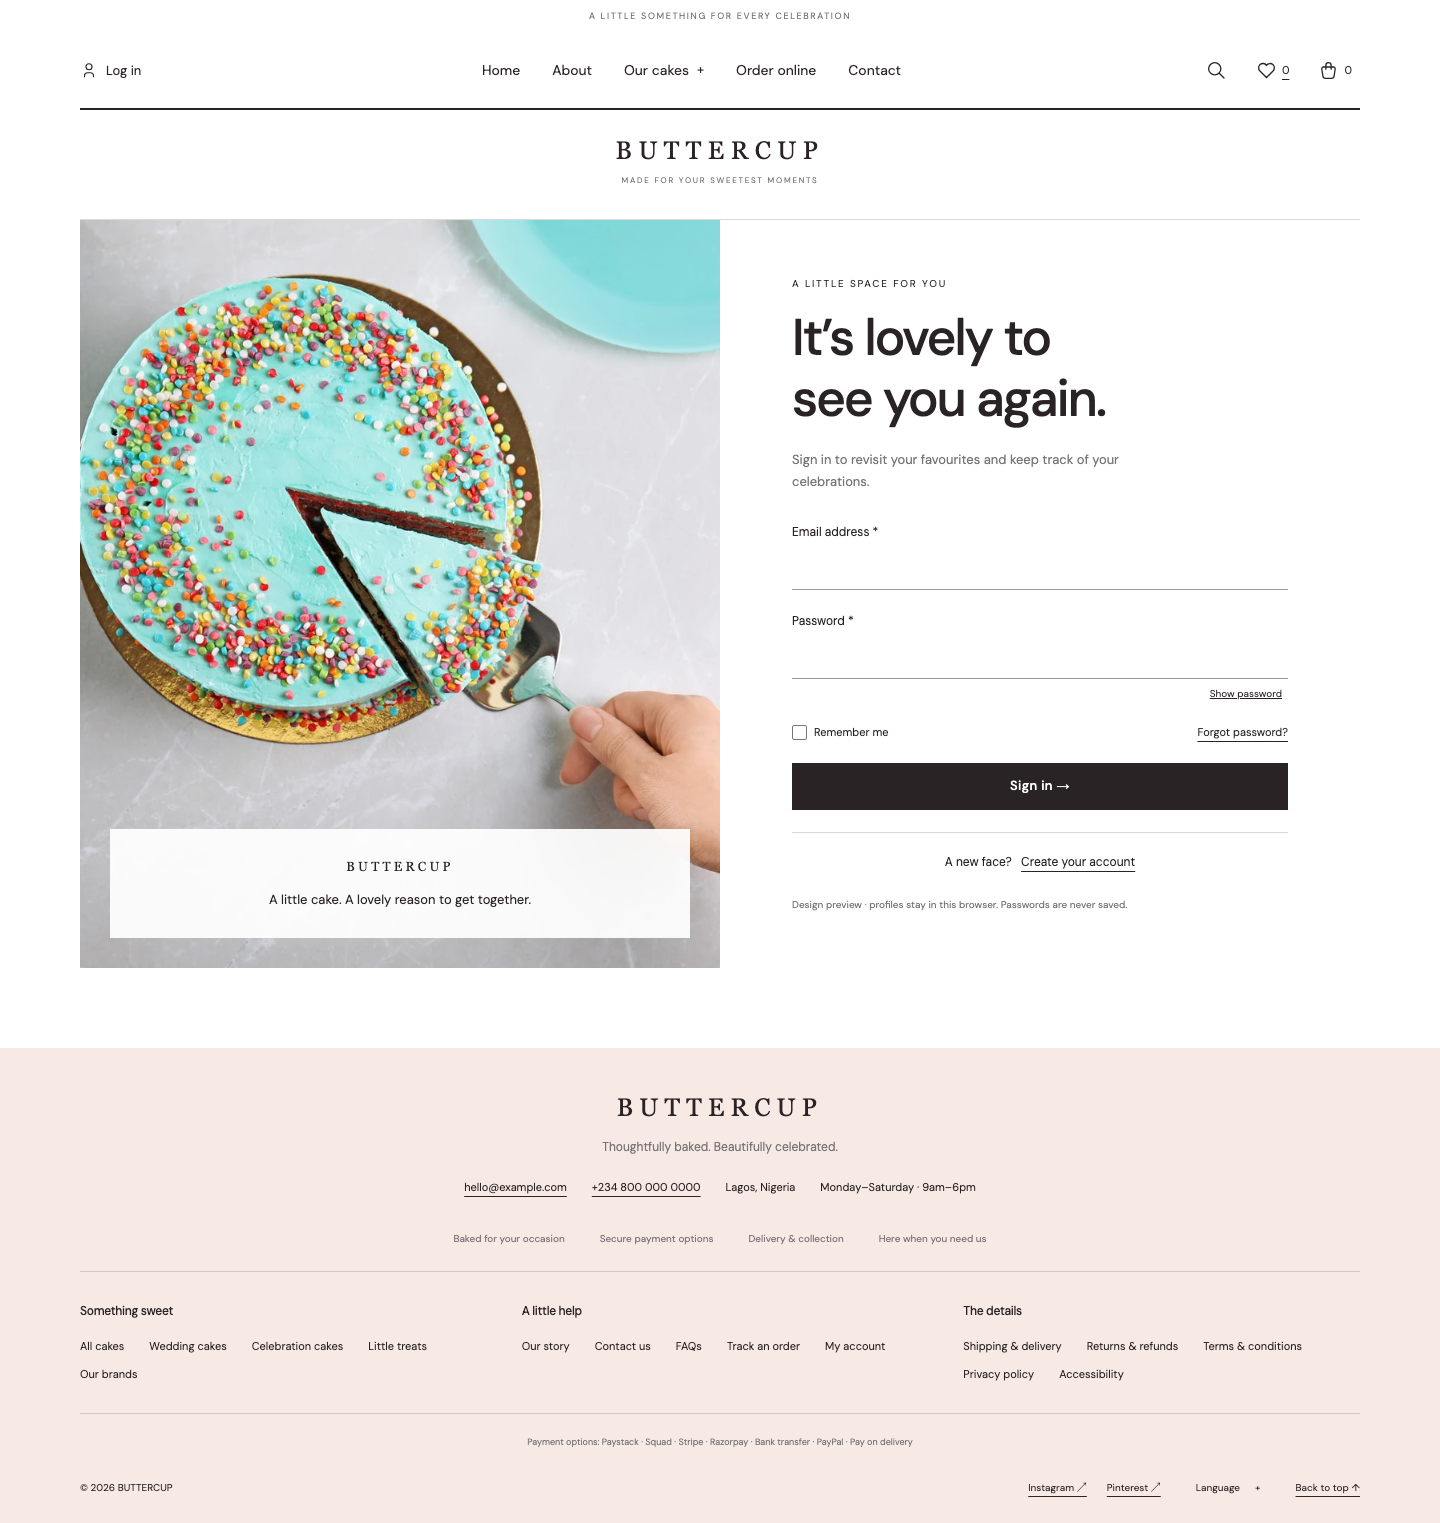 A LITTLE SOMETHING FOR EVERY CELEBRATION
Log in
Home
About
Our cakes +
Order online
Contact
0
0
BUTTERCUP
MADE FOR YOUR SWEETEST MOMENTS
BUTTERCUP
A little cake. A lovely reason to get together.
A LITTLE SPACE FOR YOU
It’s lovely to
see you again.
Sign in to revisit your favourites and keep track of your
celebrations.
Email address *
Password *
Show password
Remember me
Forgot password?
Sign in →
A new face? Create your account
Design preview · profiles stay in this browser. Passwords are never saved.
BUTTERCUP
Thoughtfully baked. Beautifully celebrated.
hello@example.com
+234 800 000 0000
Lagos, Nigeria
Monday–Saturday · 9am–6pm
Baked for your occasion
Secure payment options
Delivery & collection
Here when you need us
Something sweet
All cakes
Wedding cakes
Celebration cakes
Little treats
Our brands
A little help
Our story
Contact us
FAQs
Track an order
My account
The details
Shipping & delivery
Returns & refunds
Terms & conditions
Privacy policy
Accessibility
Payment options: Paystack · Squad · Stripe · Razorpay · Bank transfer · PayPal · Pay on delivery
© 2026 BUTTERCUP
Instagram ↗
Pinterest ↗
Language +
Back to top ↑